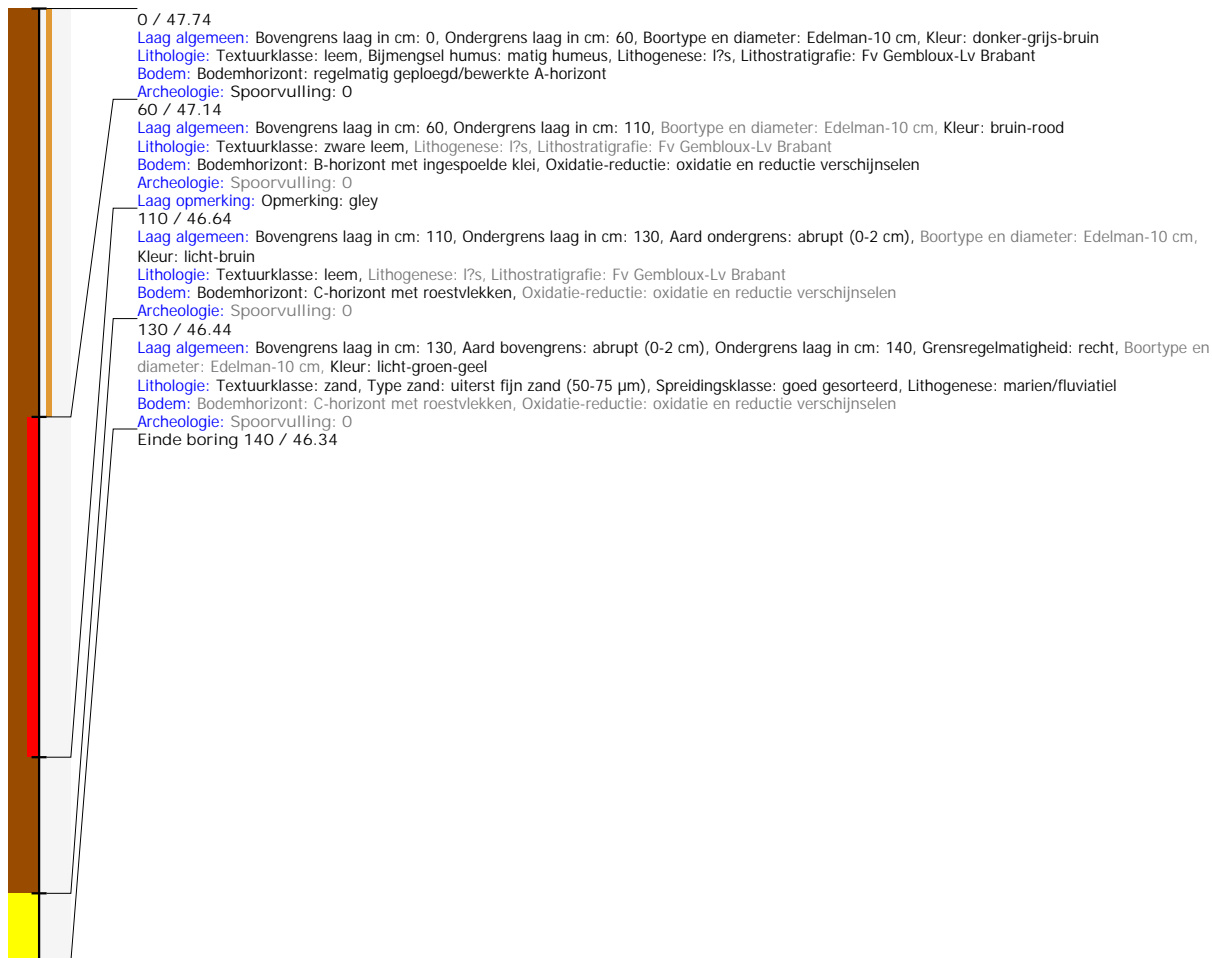 0 / 47.74
Laag algemeen: Bovengrens laag in cm: 0, Ondergrens laag in cm: 60, Boortype en diameter: Edelman-10 cm, Kleur: donker-grijs-bruin
Lithologie: Textuurklasse: leem, Bijmengsel humus: matig humeus, Lithogenese: l?s, Lithostratigrafie: Fv Gembloux-Lv Brabant
Bodem: Bodemhorizont: regelmatig geploegd/bewerkte A-horizont
Archeologie: Spoorvulling: 0
60 / 47.14
Laag algemeen: Bovengrens laag in cm: 60, Ondergrens laag in cm: 110, Boortype en diameter: Edelman-10 cm, Kleur: bruin-rood
Lithologie: Textuurklasse: zware leem, Lithogenese: l?s, Lithostratigrafie: Fv Gembloux-Lv Brabant
Bodem: Bodemhorizont: B-horizont met ingespoelde klei, Oxidatie-reductie: oxidatie en reductie verschijnselen
Archeologie: Spoorvulling: 0
Laag opmerking: Opmerking: gley
110 / 46.64
Laag algemeen: Bovengrens laag in cm: 110, Ondergrens laag in cm: 130, Aard ondergrens: abrupt (0-2 cm), Boortype en diameter: Edelman-10 cm,
Kleur: licht-bruin
Lithologie: Textuurklasse: leem, Lithogenese: l?s, Lithostratigrafie: Fv Gembloux-Lv Brabant
Bodem: Bodemhorizont: C-horizont met roestvlekken, Oxidatie-reductie: oxidatie en reductie verschijnselen
Archeologie: Spoorvulling: 0
130 / 46.44
Laag algemeen: Bovengrens laag in cm: 130, Aard bovengrens: abrupt (0-2 cm), Ondergrens laag in cm: 140, Grensregelmatigheid: recht, Boortype en
diameter: Edelman-10 cm, Kleur: licht-groen-geel
Lithologie: Textuurklasse: zand, Type zand: uiterst fijn zand (50-75 µm), Spreidingsklasse: goed gesorteerd, Lithogenese: marien/fluviatiel
Bodem: Bodemhorizont: C-horizont met roestvlekken, Oxidatie-reductie: oxidatie en reductie verschijnselen
Archeologie: Spoorvulling: 0
Einde boring 140 / 46.34